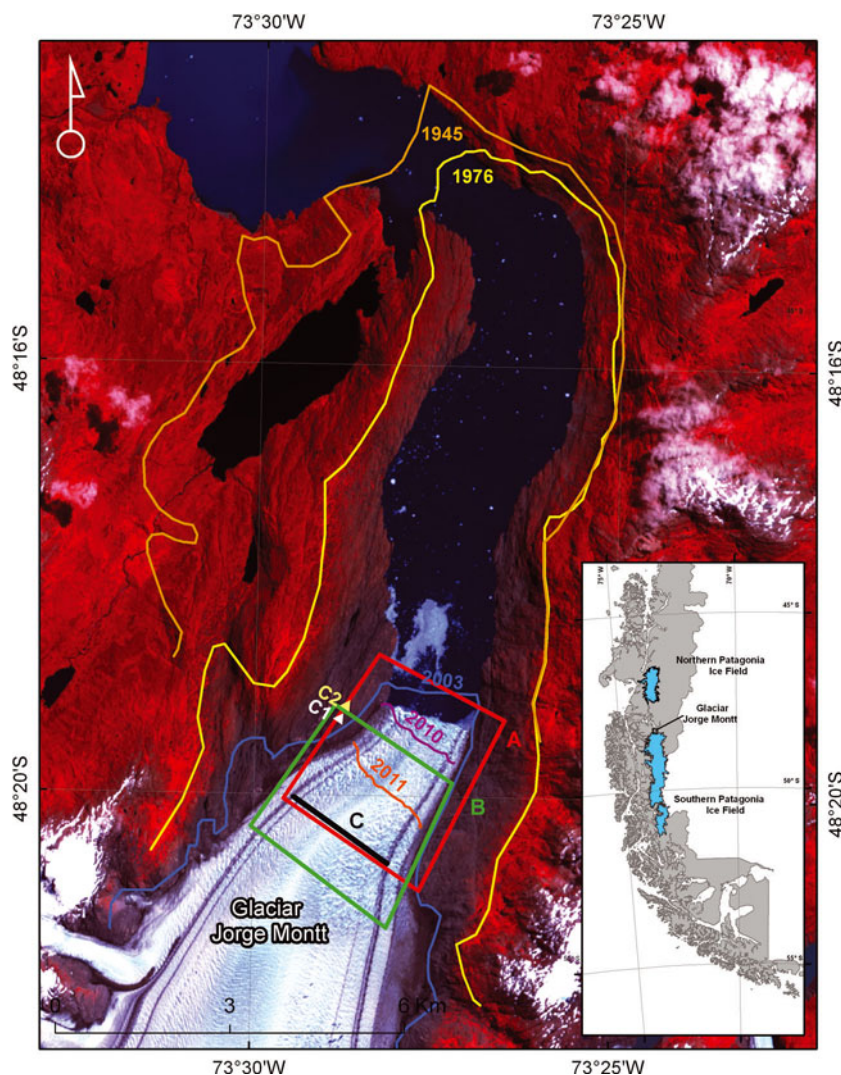 73°30'W
73°25'W
1945
1976
48°16'S
48°16'S
75° W
70° W
45° S
Northern Patagonia
Ice Field
Glaciar
Jorge Montt
2003
C2
C1
2010
A
2011
B
48°20'S
48°20'S
50° S
C
Southern Patagonia
Ice Field
Glaciar
Jorge Montt
55° S
0
3
6 Km
73°30'W
73°25'W